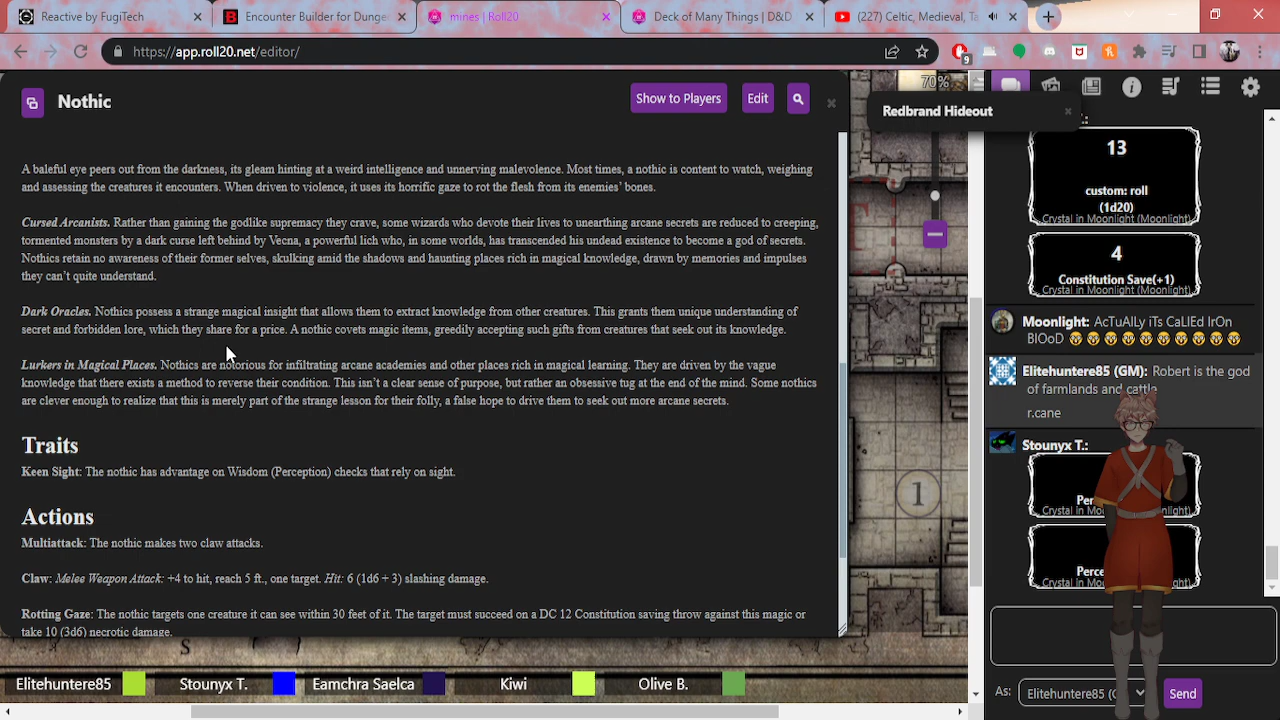 Reactive by FugiTech
Encounter Builder for Dunge
mines | Roll20
Deck of Many Things | D&D
(227) Celtic, Medieval, Ta
https://app.roll20.net/editor/
9
Nothic
Show to Players
Edit
70%
Redbrand Hideout
A baleful eye peers out from the darkness, its gleam hinting at a weird intelligence and unnerving malevolence. Most times, a nothic is content to watch, weighing
and assessing the creatures it encounters. When driven to violence, it uses its horrific gaze to rot the flesh from its enemies' bones.
Cursed Arcanists. Rather than gaining the godlike supremacy they crave, some wizards who devote their lives to unearthing arcane secrets are reduced to creeping,
tormented monsters by a dark curse left behind by Vecna, a powerful lich who, in some worlds, has transcended his undead existence to become a god of secrets.
Nothics retain no awareness of their former selves, skulking amid the shadows and haunting places rich in magical knowledge, drawn by memories and impulses
they can't quite understand.
Dark Oracles. Nothics possess a strange magical insight that allows them to extract knowledge from other creatures. This grants them unique understanding of
secret and forbidden lore, which they share for a price. A nothic covets magic items, greedily accepting such gifts from creatures that seek out its knowledge.
Lurkers in Magical Places. Nothics are notorious for infiltrating arcane academies and other places rich in magical learning. They are driven by the vague
knowledge that there exists a method to reverse their condition. This isn't a clear sense of purpose, but rather an obsessive tug at the end of the mind. Some nothics
are clever enough to realize that this is merely part of the strange lesson for their folly, a false hope to drive them to seek out more arcane secrets.
Traits
Keen Sight: The nothic has advantage on Wisdom (Perception) checks that rely on sight.
Actions
Multiattack: The nothic makes two claw attacks.
Claw: Melee Weapon Attack: +4 to hit, reach 5 ft., one target. Hit: 6 (1d6 + 3) slashing damage.
Rotting Gaze: The nothic targets one creature it can see within 30 feet of it. The target must succeed on a DC 12 Constitution saving throw against this magic or
take 10 (3d6) necrotic damage.
1
S
13
custom: roll
(1d20)
Crystal in Moonlight (Moonlight)
4
Constitution Save(+1)
Crystal in Moonlight (Moonlight)
Moonlight: AcTuAlLy iTs CaLlEd IrOn
BlOoD
Elitehuntere85 (GM): Robert is the god
of farmlands and cattle
r.cane
Stounyx T.:
Elitehuntere85
Stounyx T.
Eamchra Saelca
Kiwi
Olive B.
As:
Elitehuntere85 (G
Send